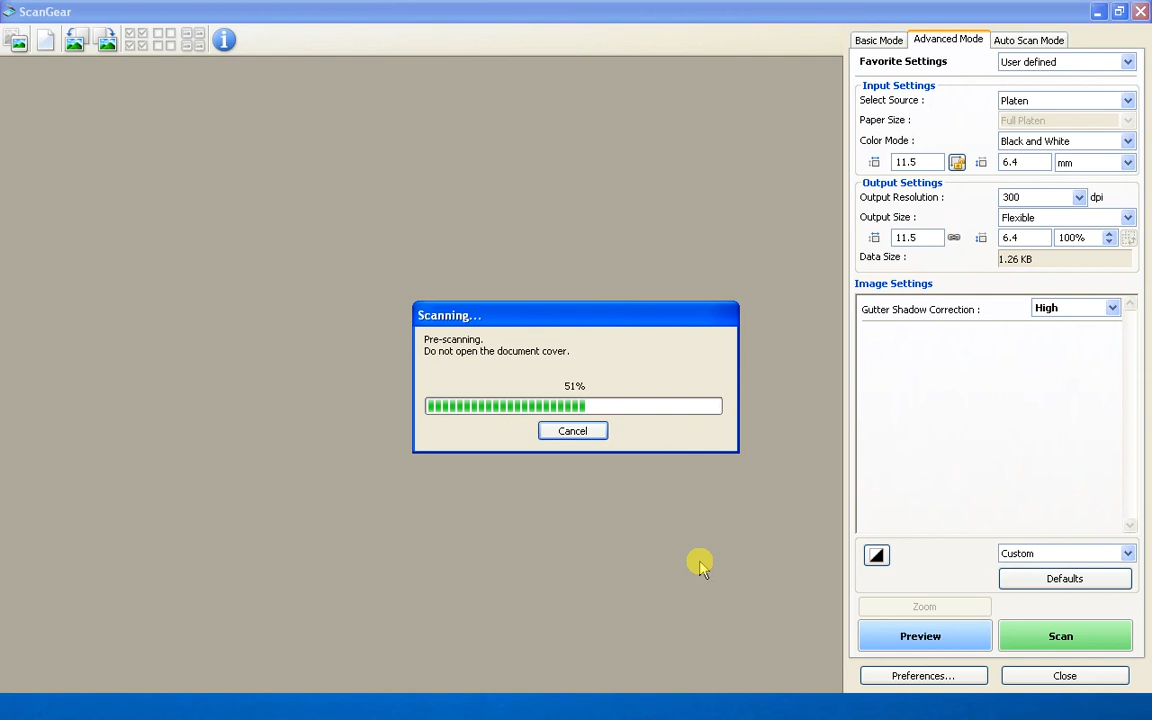 ScanGear
Basic Mode Advanced Mode Auto Scan Mode
Favorite Settings User defined
Input Settings
Select Source : Platen
Paper Size : Full Platen
Color Mode : Black and White
11.5 6.4 mm
Output Settings
Output Resolution : 300 dpi
Output Size : Flexible
11.5 6.4 100%
Data Size : 1.26 KB
Image Settings
Gutter Shadow Correction : High
Scanning...
Pre-scanning.
Do not open the document cover.
51%
Cancel
Custom
Defaults
Zoom
Preview Scan
Preferences... Close